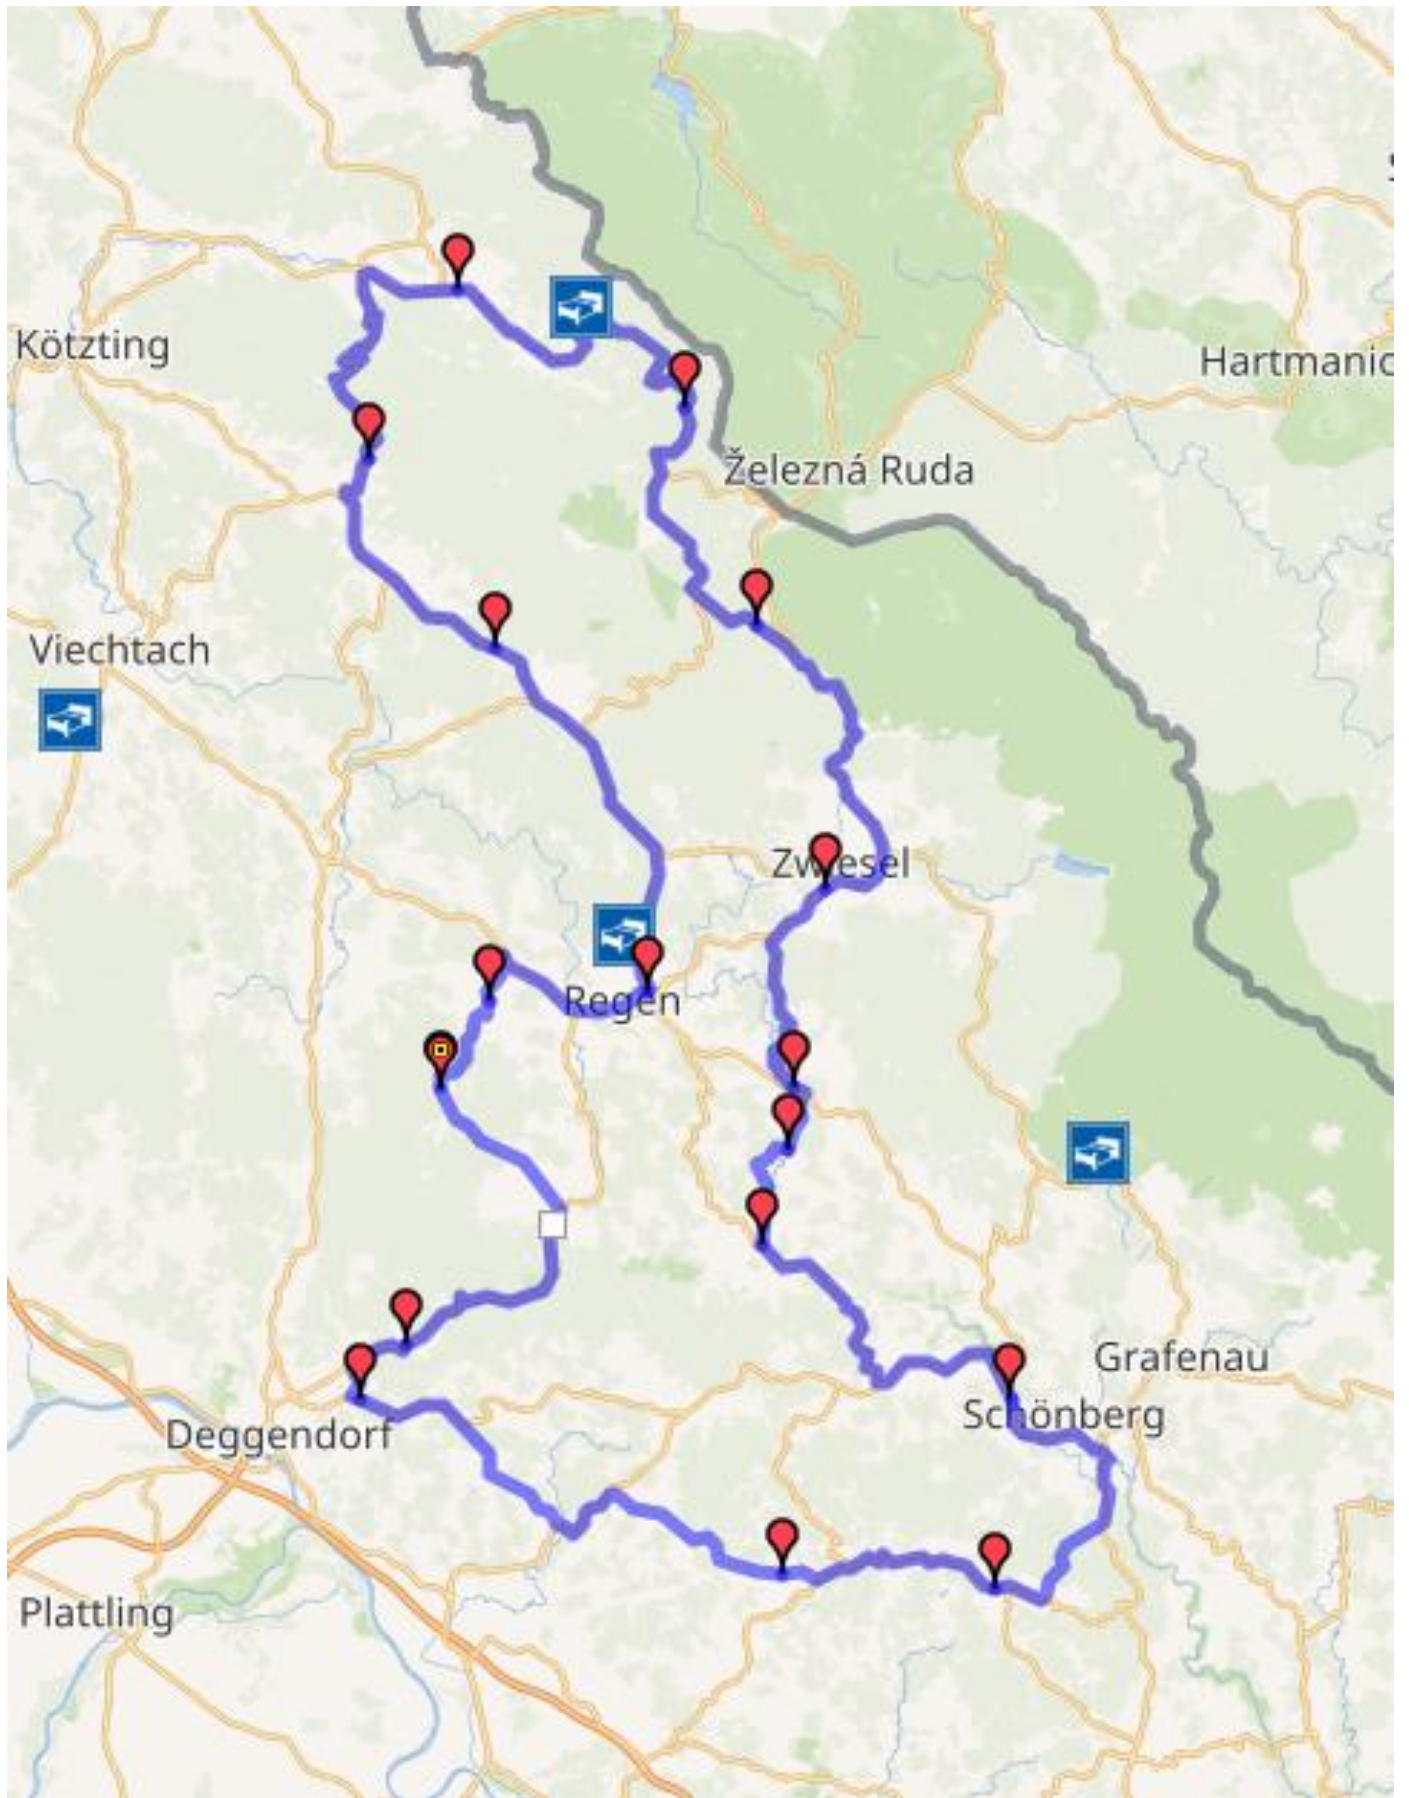 Kötzting
Hartmanic
Železná Ruda
Viechtach
Zwiesel
Regen
Grafenau
Schönberg
Deggendorf
Plattling